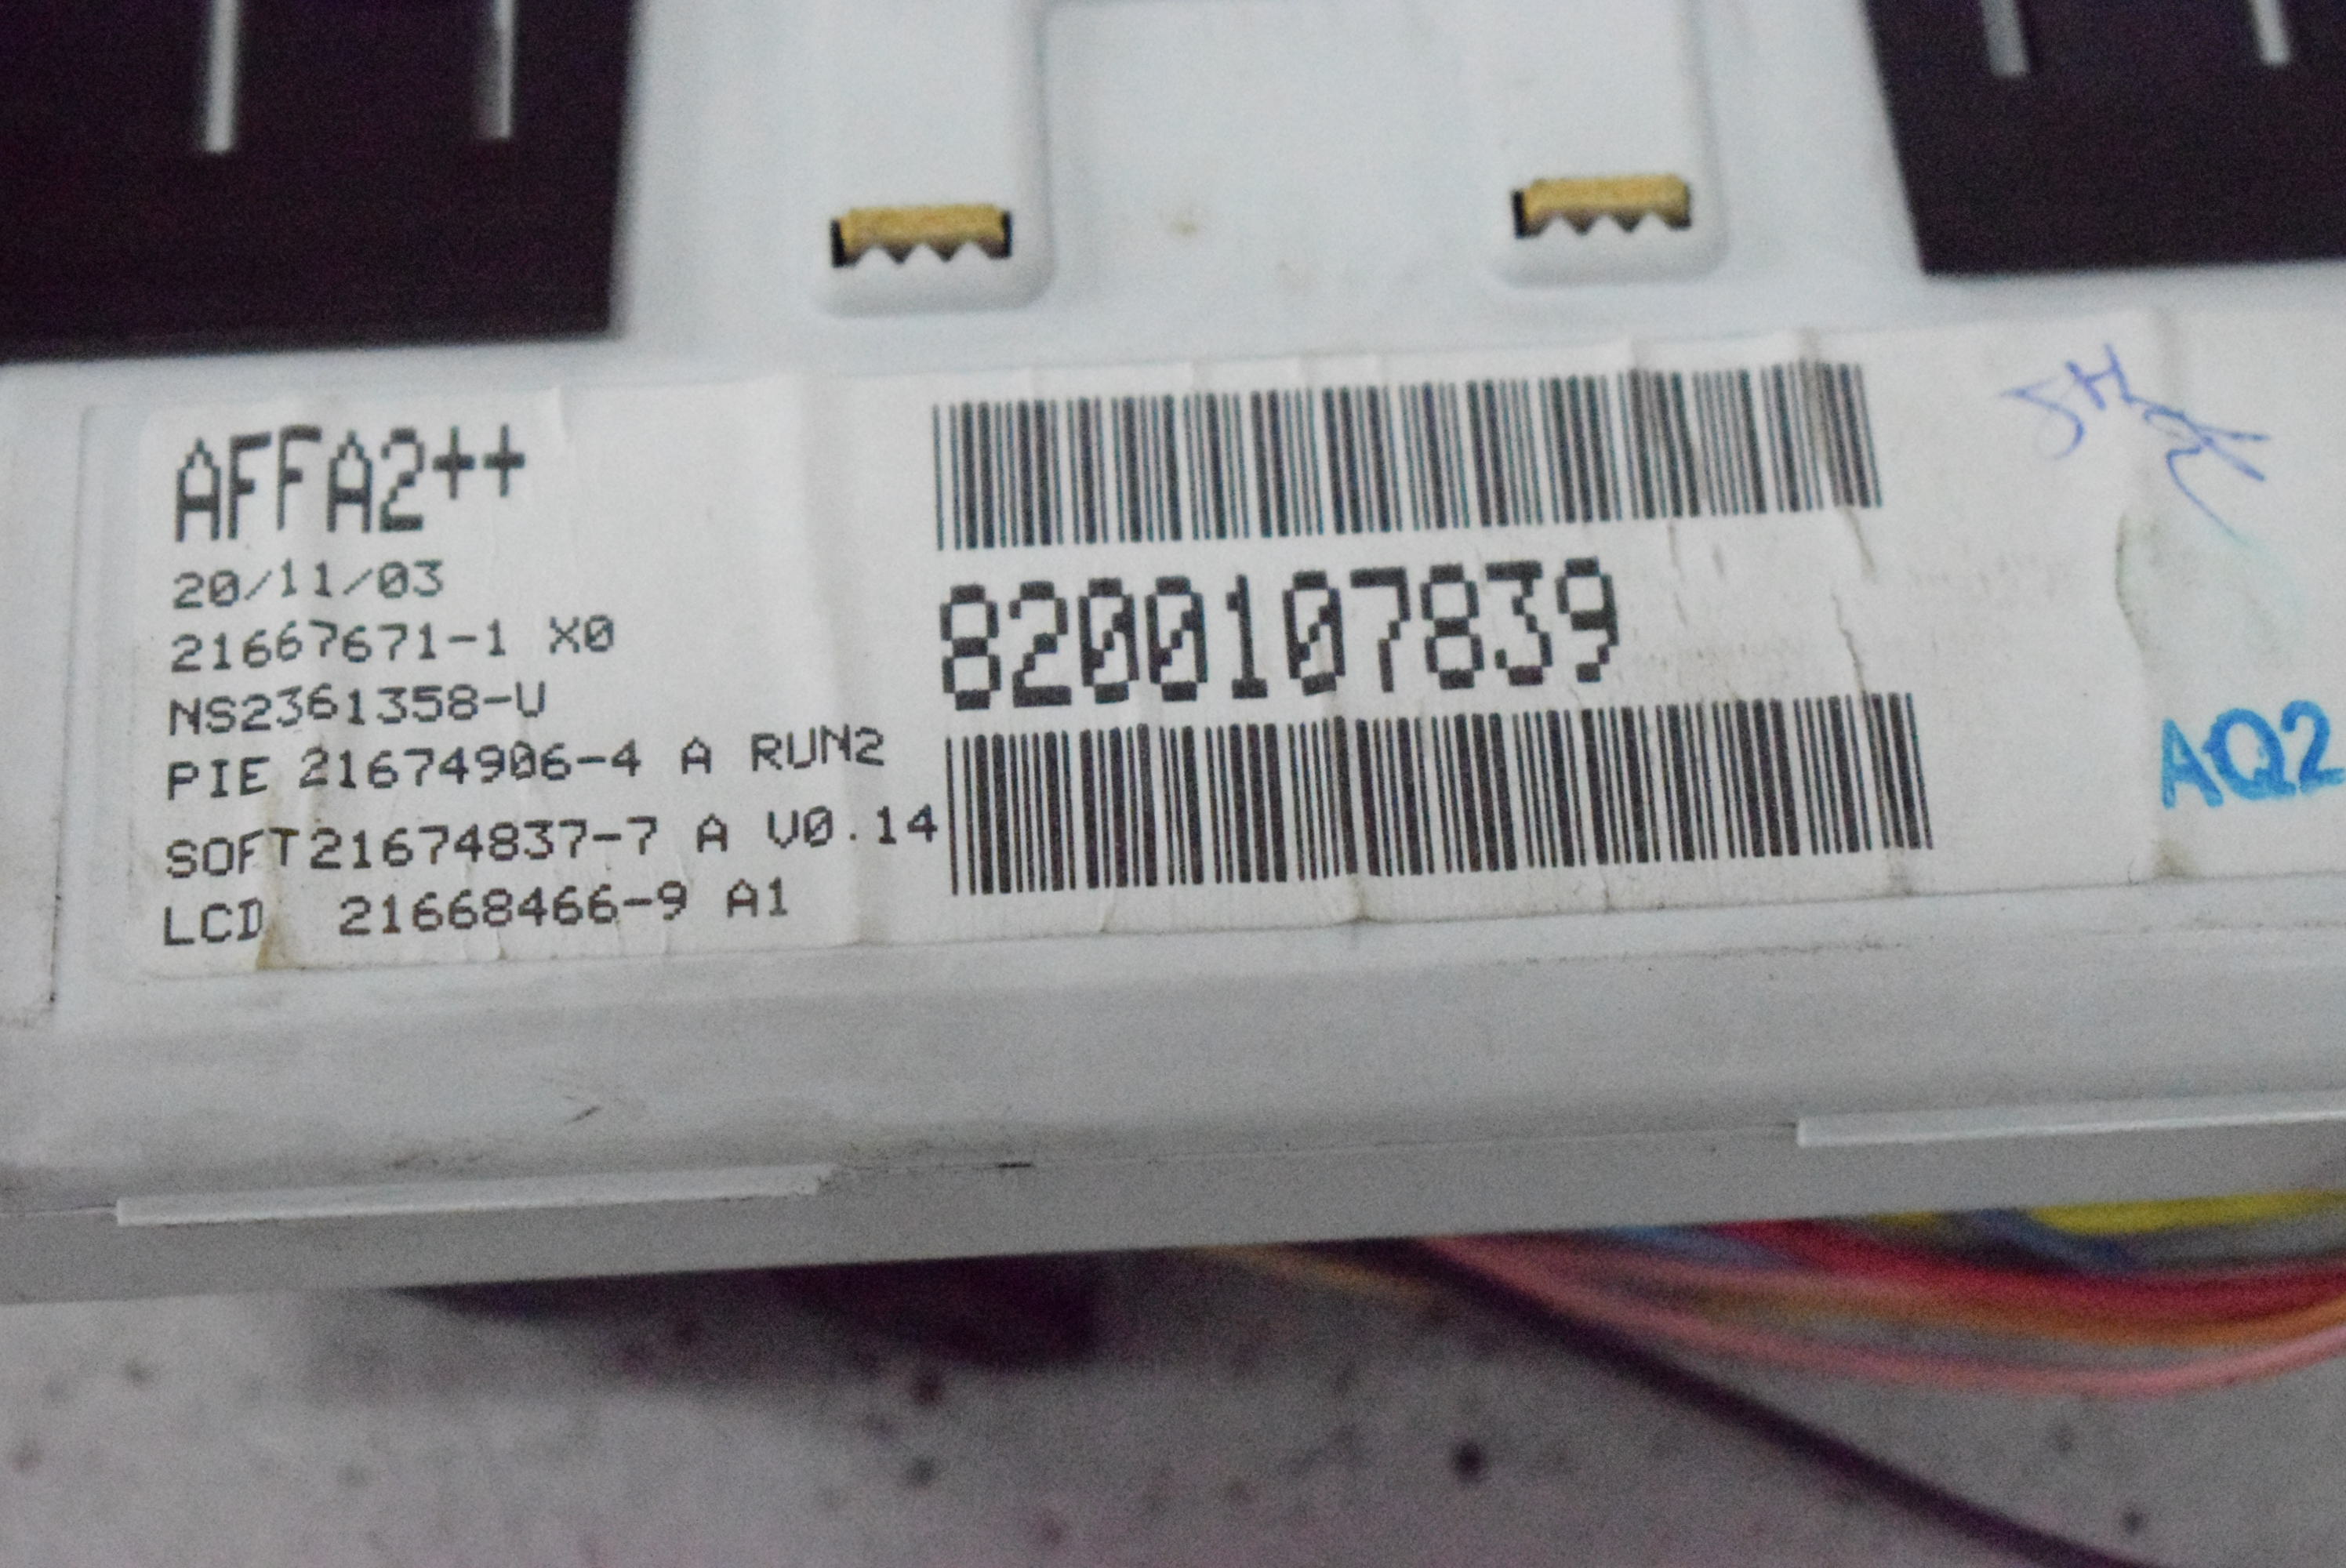 AFFA2++
20/11/03
21667671-1 X0
NS2361358-U
PIE 21674906-4 A RUN2
SOFT21674837-7 A V0.14
LCD 21668466-9 A1
8200107839
AQ2